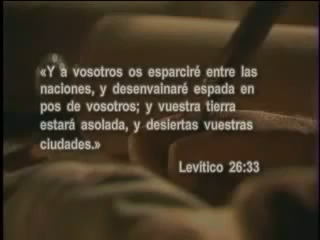 «Y a vosotros os esparciré entre las
naciones, y desenvainaré espada en
pos de vosotros; y vuestra tierra
estará asolada, y desiertas vuestras
ciudades.»
Levítico 26:33